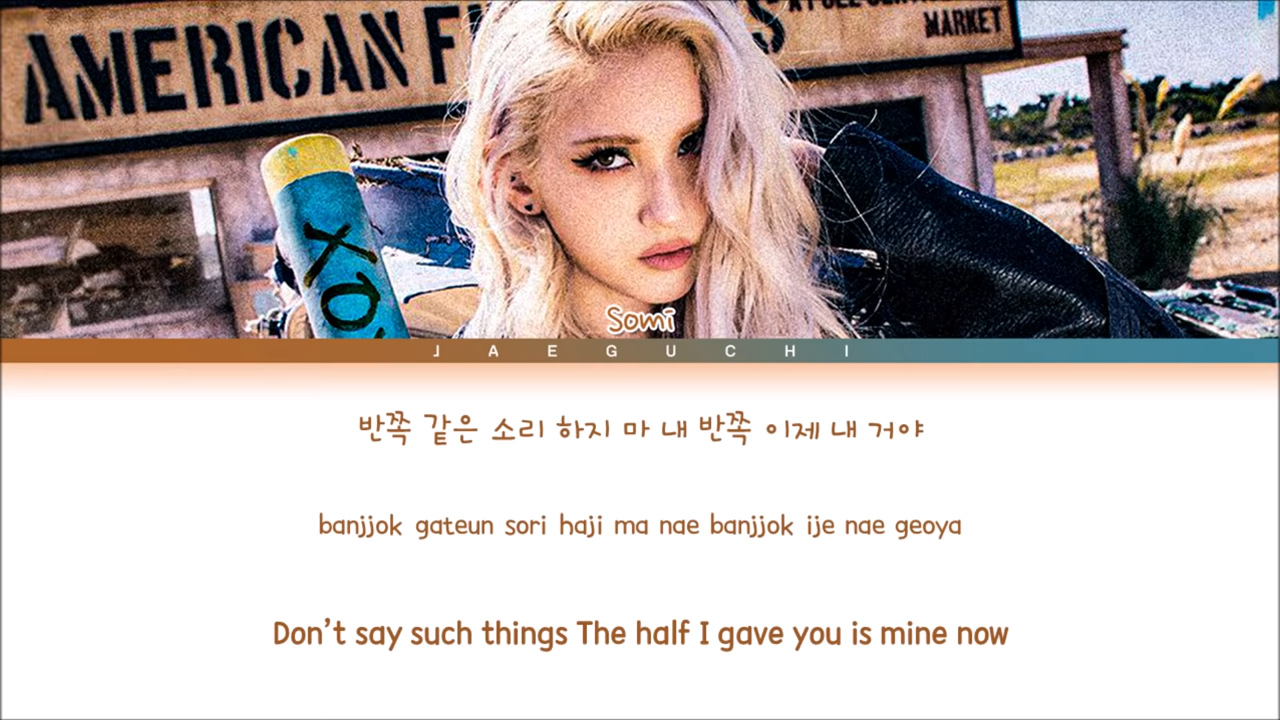 AMERICAN F
MARKET
XO
Somi
JAEGUCHI
반쪽 같은 소리 하지 마 내 반쪽 이제 내 거야
banjjok gateun sori haji ma nae banjjok ije nae geoya
Don't say such things The half I gave you is mine now